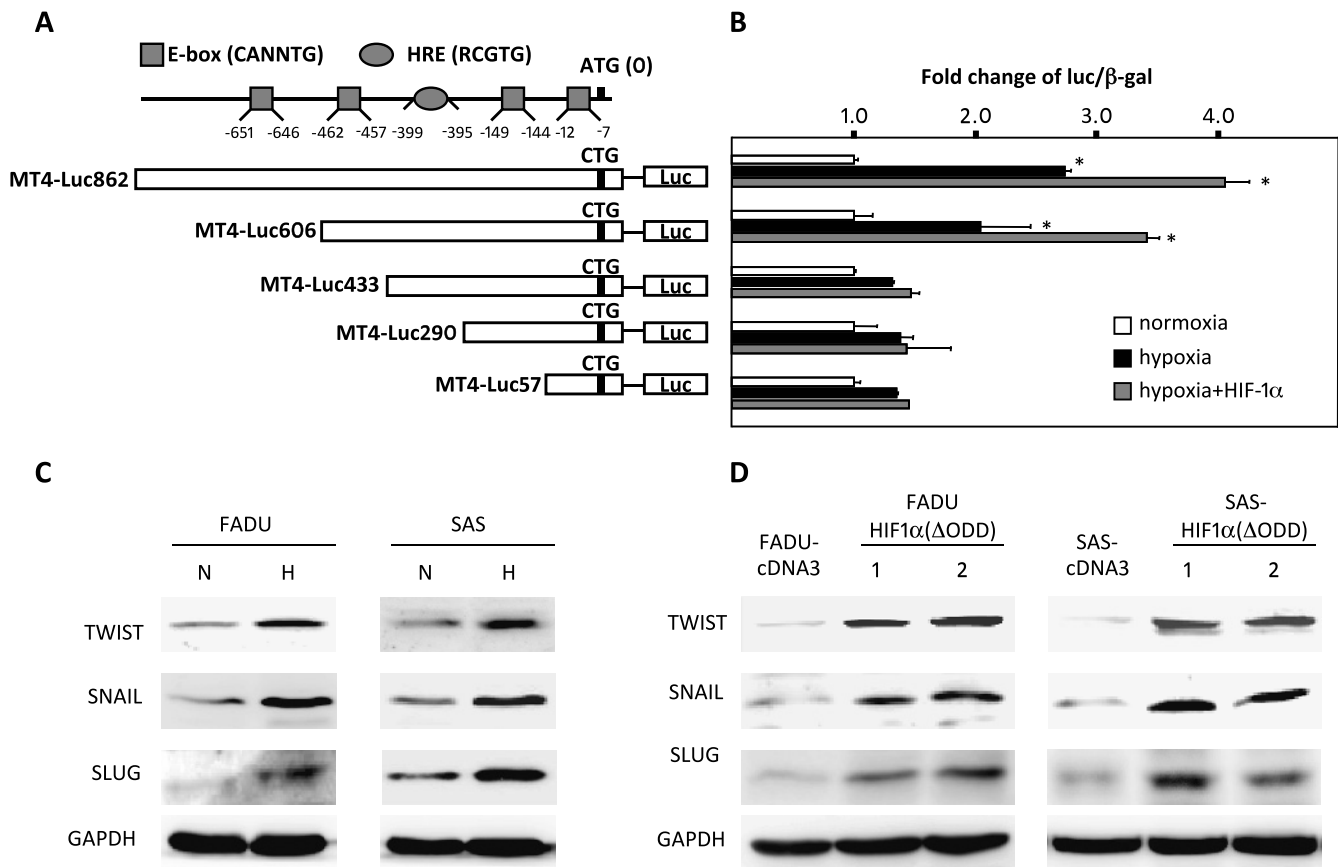 A
E-box (CANNTG)
HRE (RCGTG)
ATG (0)
-651
-646
-462
-457
-399
-395
-149
-144
-12
-7
MT4-Luc862
CTG
Luc
MT4-Luc606
CTG
Luc
MT4-Luc433
CTG
Luc
MT4-Luc290
CTG
Luc
MT4-Luc57
CTG
Luc
B
Fold change of luc/β-gal
1.0
2.0
3.0
4.0
*
*
*
*
normoxia
hypoxia
hypoxia+HIF-1α
C
FADU
SAS
N
H
N
H
TWIST
SNAIL
SLUG
GAPDH
D
FADU-
cDNA3
FADU
HIF1α(ΔODD)
1
2
SAS-
cDNA3
SAS-
HIF1α(ΔODD)
1
2
TWIST
SNAIL
SLUG
GAPDH